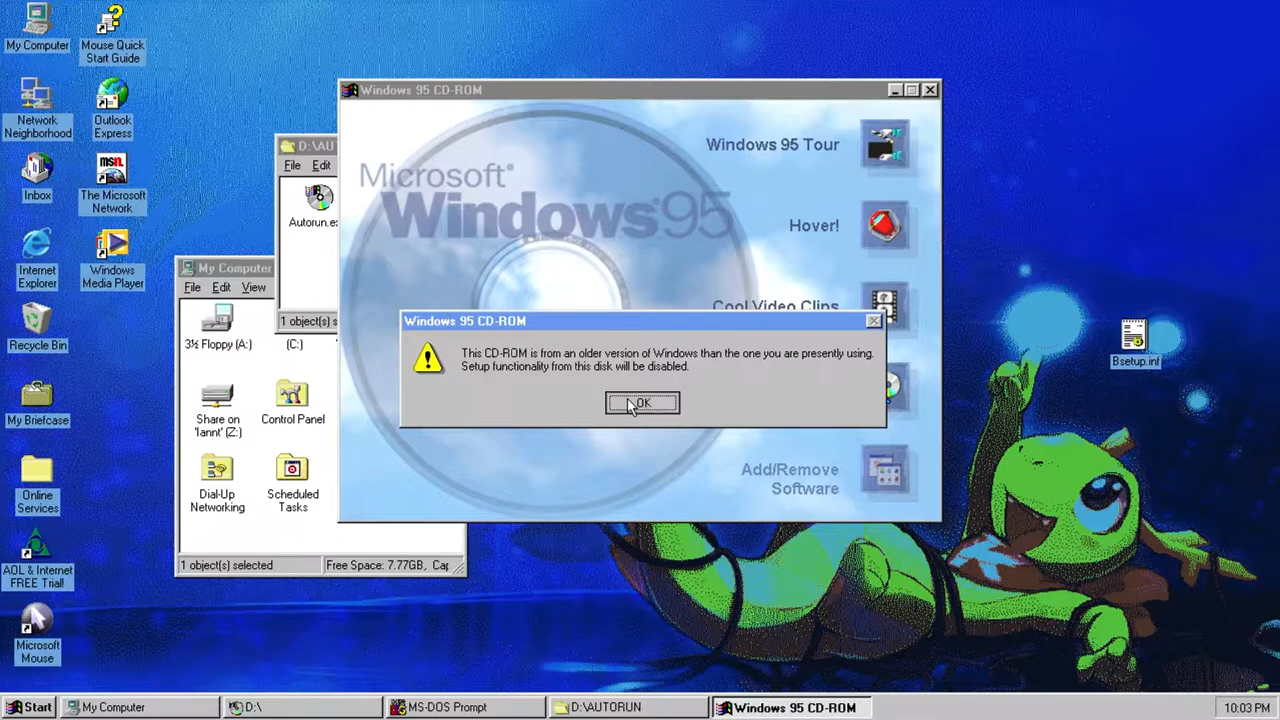 My Computer
Mouse Quick
Start Guide
Network
Neighborhood
Outlook
Express
Inbox
The Microsoft
Network
msn.
Internet
Explorer
Windows
Media Player
Recycle Bin
My Briefcase
Online
Services
AOL & Internet
FREE Trial!
Microsoft
Mouse
Bsetup.inf
D:\AUT
File Edit
Autorun.e
1 object(s) s
My Computer
File Edit View
3½ Floppy (A:)
(C:)
Share on
'lannt' (Z:)
Control Panel
Dial-Up
Networking
Scheduled
Tasks
1 object(s) selected
Free Space: 7.77GB, Cap
Windows 95 CD-ROM
Microsoft®
Windows 95
Windows 95 Tour
Hover!
Cool Video Clips
Add/Remove
Software
Windows 95 CD-ROM
This CD-ROM is from an older version of Windows than the one you are presently using.
Setup functionality from this disk will be disabled.
OK
Start
My Computer
D:\
MS-DOS Prompt
D:\AUTORUN
Windows 95 CD-ROM
10:03 PM